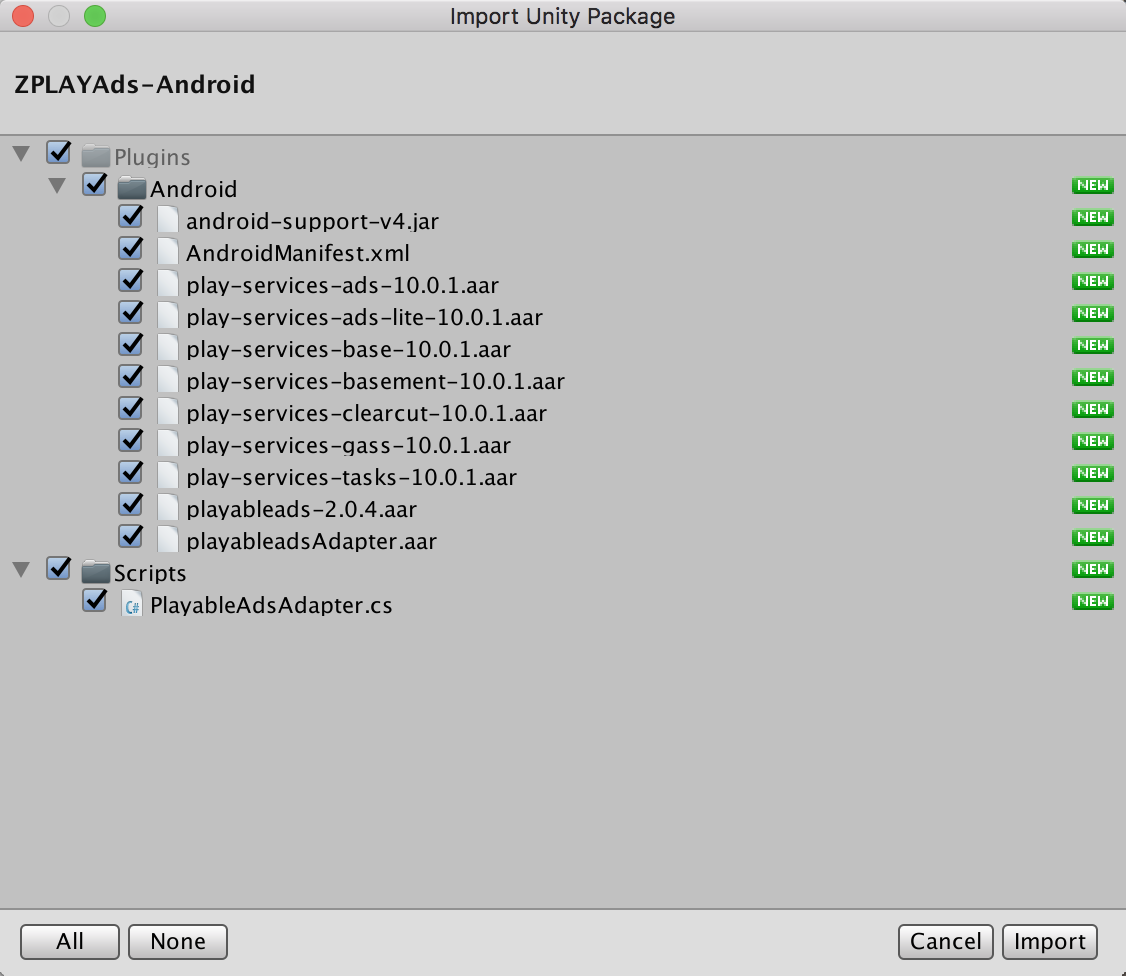 Import Unity Package
ZPLAYAds-Android
Plugins
Android NEW
android-support-v4.jar NEW
AndroidManifest.xml NEW
play-services-ads-10.0.1.aar NEW
play-services-ads-lite-10.0.1.aar NEW
play-services-base-10.0.1.aar NEW
play-services-basement-10.0.1.aar NEW
play-services-clearcut-10.0.1.aar NEW
play-services-gass-10.0.1.aar NEW
play-services-tasks-10.0.1.aar NEW
playableads-2.0.4.aar NEW
playableadsAdapter.aar NEW
Scripts NEW
C# PlayableAdsAdapter.cs NEW
All None Cancel Import